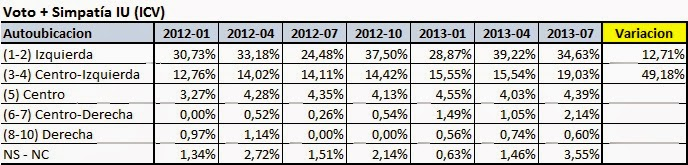 Voto + Simpatía IU (ICV)
Autoubicacion 2012-01 2012-04 2012-07 2012-10 2013-01 2013-04 2013-07 Variacion
(1-2) Izquierda 30,73% 33,18% 24,48% 37,50% 28,87% 39,22% 34,63% 12,71%
(3-4) Centro-Izquierda 12,76% 14,02% 14,11% 14,42% 15,55% 15,54% 19,03% 49,18%
(5) Centro 3,27% 4,28% 4,35% 4,13% 4,55% 4,03% 4,39%
(6-7) Centro-Derecha 0,00% 0,52% 0,26% 0,54% 1,49% 1,05% 2,14%
(8-10) Derecha 0,97% 1,14% 0,00% 0,00% 0,56% 0,74% 0,60%
NS - NC 1,34% 2,72% 1,51% 2,14% 0,63% 1,46% 3,55%